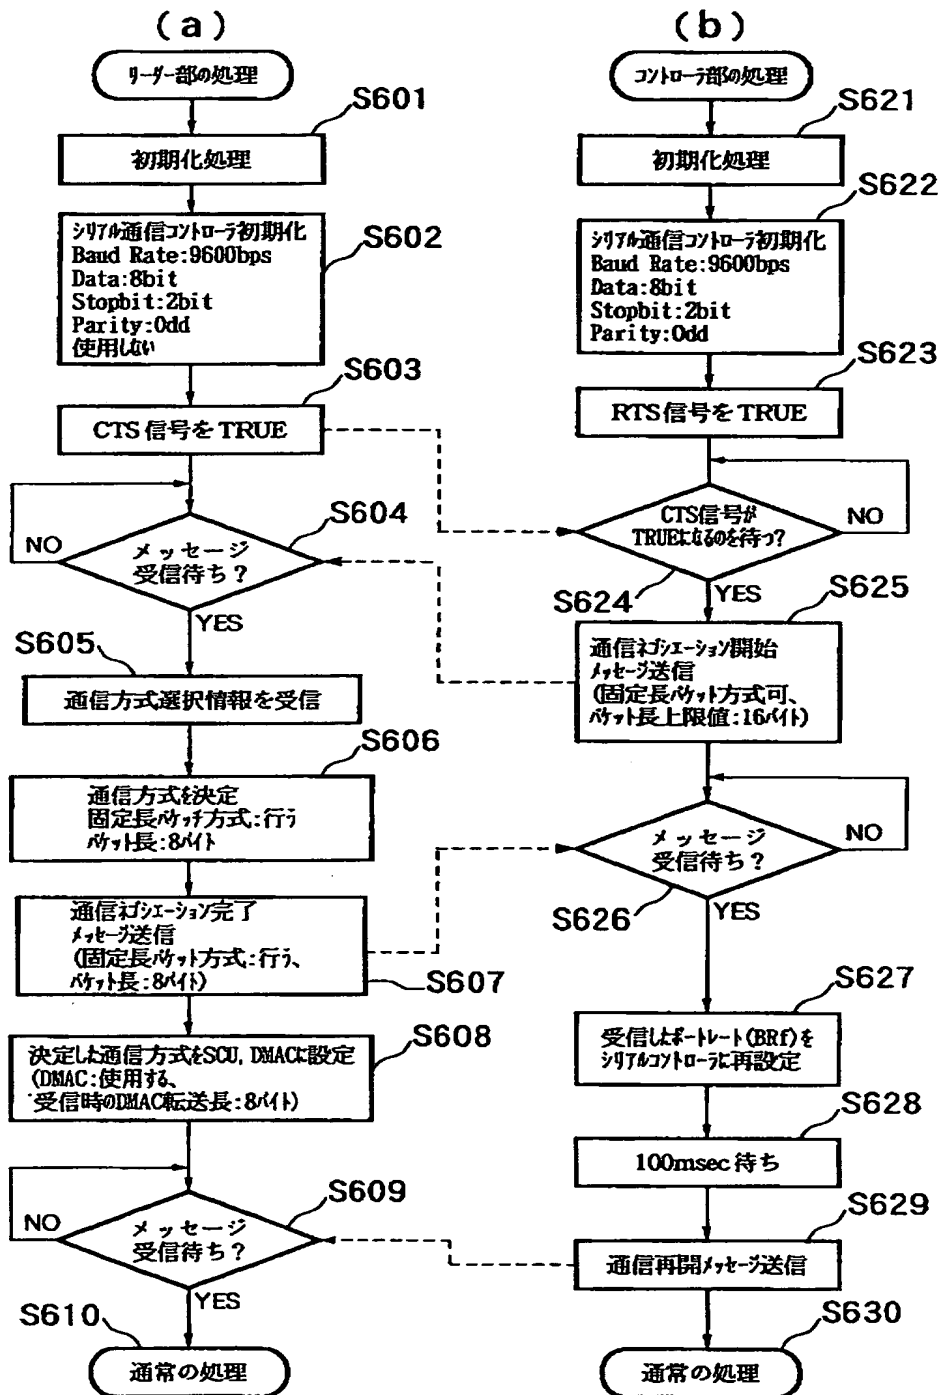 (a)
リーダー部の処理
S601
初期化処理
シリアル通信コントローラ初期化
Baud Rate:9600bps
Data:8bit
Stopbit:2bit
Parity:Odd
使用しない
S602
S603
CTS信号をTRUE
S604
メッセージ
受信待ち?
NO
YES
S605
通信方式選択情報を受信
S606
通信方式を決定
固定長パケッチ方式:行う
パケット長:8バイト
通信ネゴシエーション完了
メッセージ送信
(固定長パケット方式:行う、
パケット長:8バイト)
S607
S608
決定した通信方式をSCU,DMACに設定
(DMAC:使用する、
受信時のDMAC転送長:8バイト)
S609
メッセージ
受信待ち?
NO
YES
S610
通常の処理
(b)
コントローラ部の処理
S621
初期化処理
S622
シリアル通信コントローラ初期化
Baud Rate:9600bps
Data:8bit
Stopbit:2bit
Parity:Odd
S623
RTS信号をTRUE
CTS信号が
TRUEになるのを待つ?
NO
S624
YES
S625
通信ネゴシエーション開始
メッセージ送信
(固定長パケット方式可、
パケット長上限値:16バイト)
メッセージ
受信待ち?
NO
S626
YES
S627
受信したボートレート(BRf)を
シリアルコントローラに再設定
S628
100msec待ち
S629
通信再開メッセージ送信
S630
通常の処理